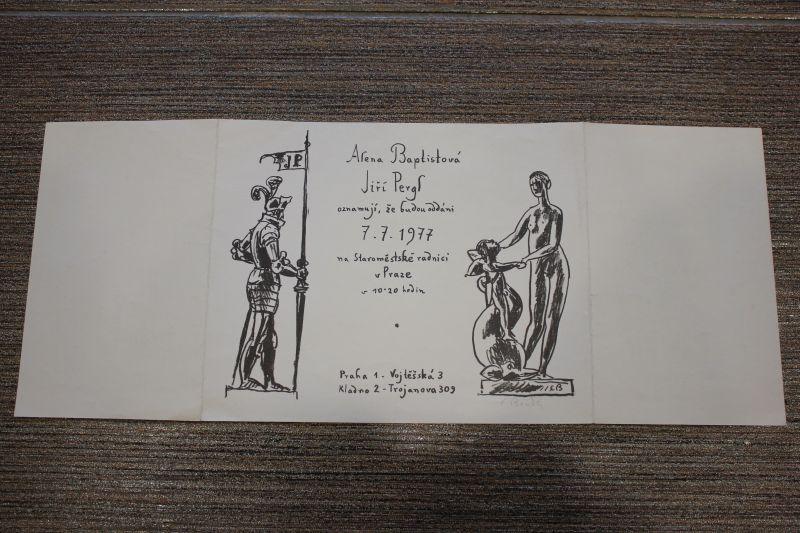 JP
Alena Baptistová
Jiří Pergl
oznamují, že budou oddáni
7.7.1977
na Staroměstské radnici
v Praze
v 10·20 hodin
Praha 1 - Vojtěšská 3
Kladno 2 - Trojanova 309